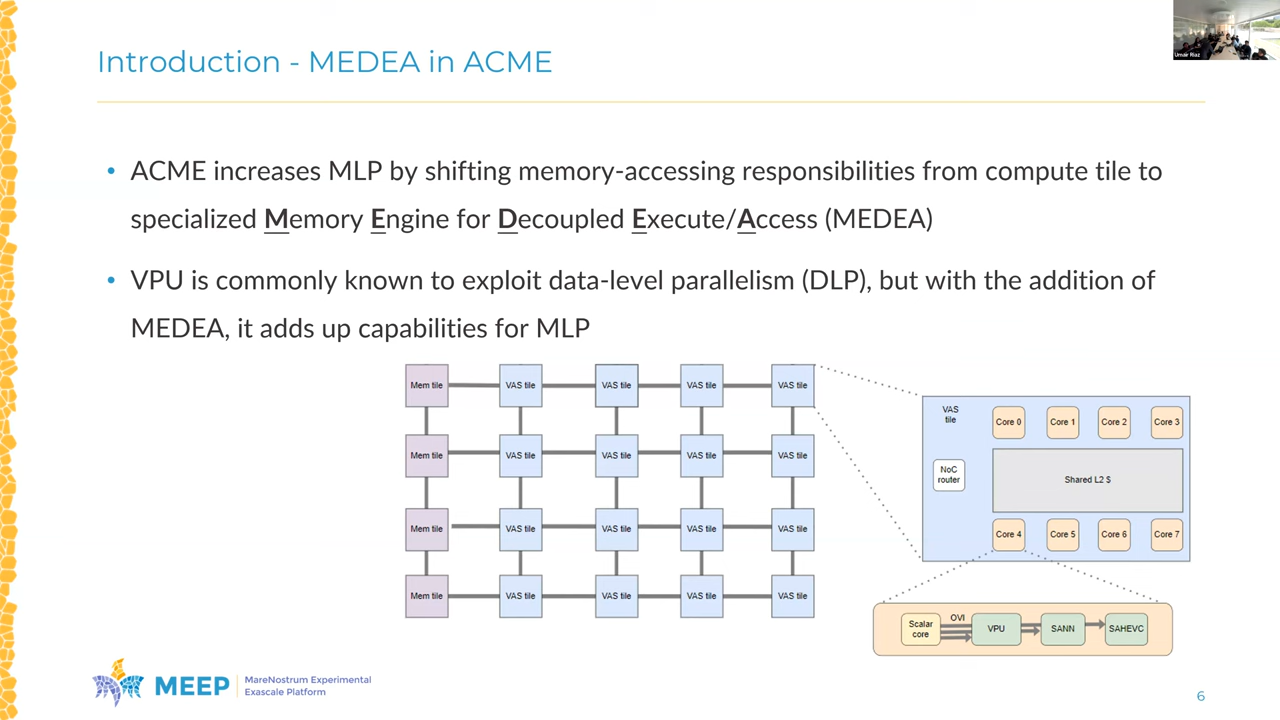 Introduction - MEDEA in ACME
Umair Riaz
• ACME increases MLP by shifting memory-accessing responsibilities from compute tile to
specialized Memory Engine for Decoupled Execute/Access (MEDEA)
• VPU is commonly known to exploit data-level parallelism (DLP), but with the addition of
MEDEA, it adds up capabilities for MLP
Mem tile VAS tile VAS tile VAS tile VAS tile
Mem tile VAS tile VAS tile VAS tile VAS tile
Mem tile VAS tile VAS tile VAS tile VAS tile
Mem tile VAS tile VAS tile VAS tile VAS tile
VAS
tile
Core 0 Core 1 Core 2 Core 3
NoC
router
Shared L2 $
Core 4 Core 5 Core 6 Core 7
Scalar
core
OVI
VPU
SANN
SAHEVC
MEEP
MareNostrum Experimental
Exascale Platform
6